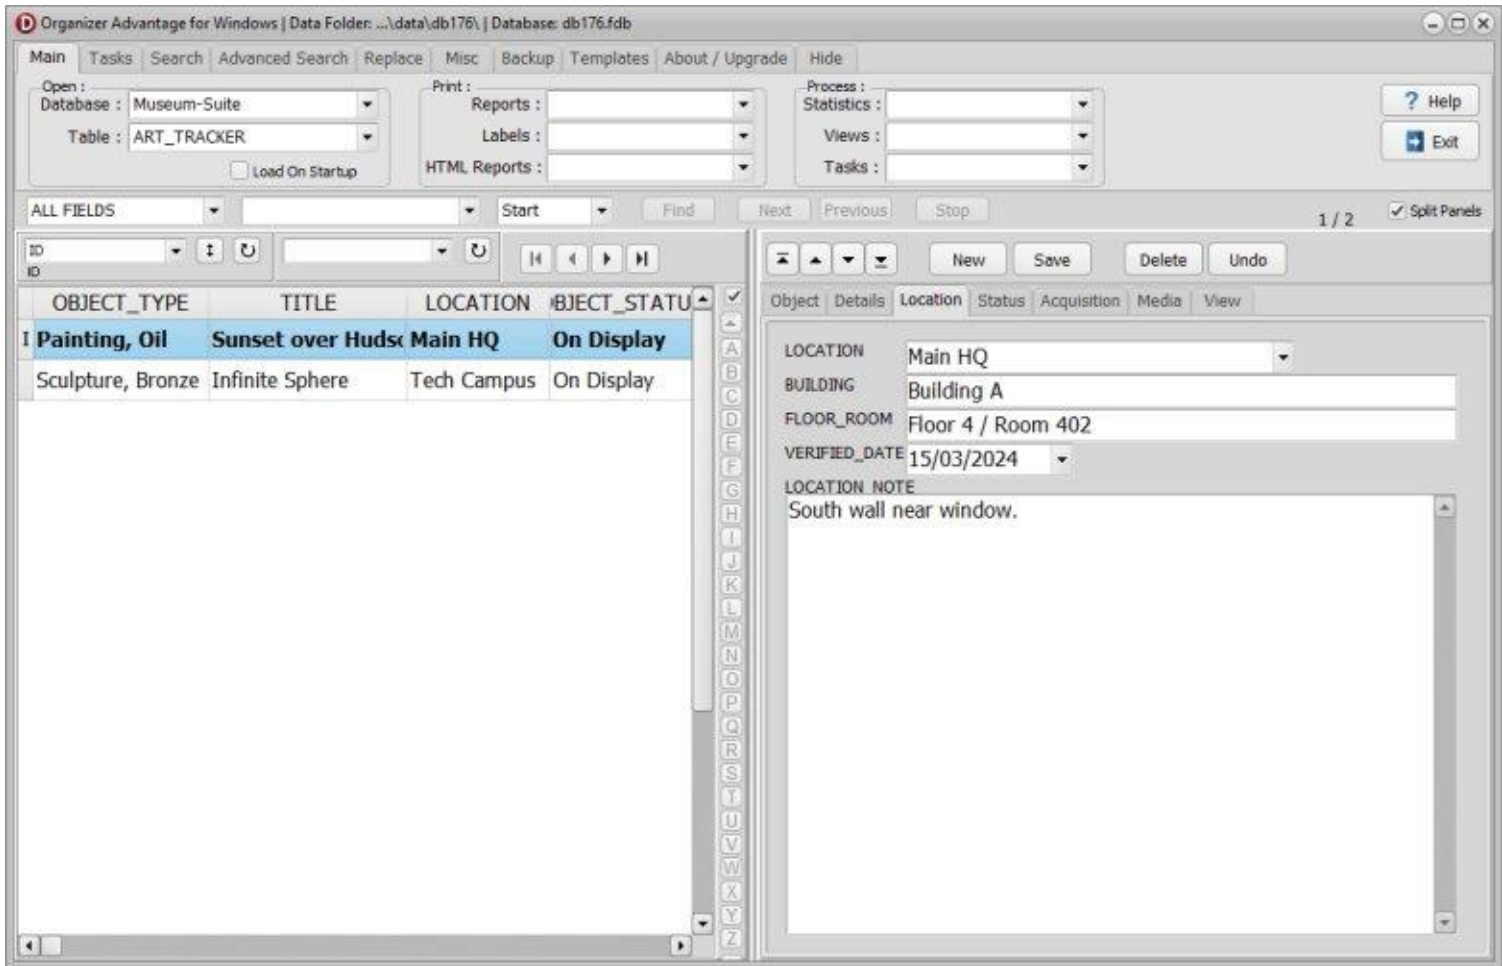 Organizer Advantage for Windows | Data Folder: ...\data\db176\ | Database: db176.fdb
Main Tasks Search Advanced Search Replace Misc Backup Templates About / Upgrade Hide
Open :
Database : Museum-Suite
Table : ART_TRACKER
Load On Startup
Print :
Reports :
Labels :
HTML Reports :
Process :
Statistics :
Views :
Tasks :
? Help
Exit
ALL FIELDS Start Find Next Previous Stop 1 / 2 Split Panels
ID
ID
OBJECT_TYPE TITLE LOCATION OBJECT_STATU
I Painting, Oil Sunset over Hudsc Main HQ On Display
Sculpture, Bronze Infinite Sphere Tech Campus On Display
A
B
C
D
E
F
G
H
I
J
K
L
M
N
O
P
Q
R
S
T
U
V
W
X
Y
Z
New Save Delete Undo
Object Details Location Status Acquisition Media View
LOCATION Main HQ
BUILDING Building A
FLOOR_ROOM Floor 4 / Room 402
VERIFIED_DATE 15/03/2024
LOCATION_NOTE
South wall near window.